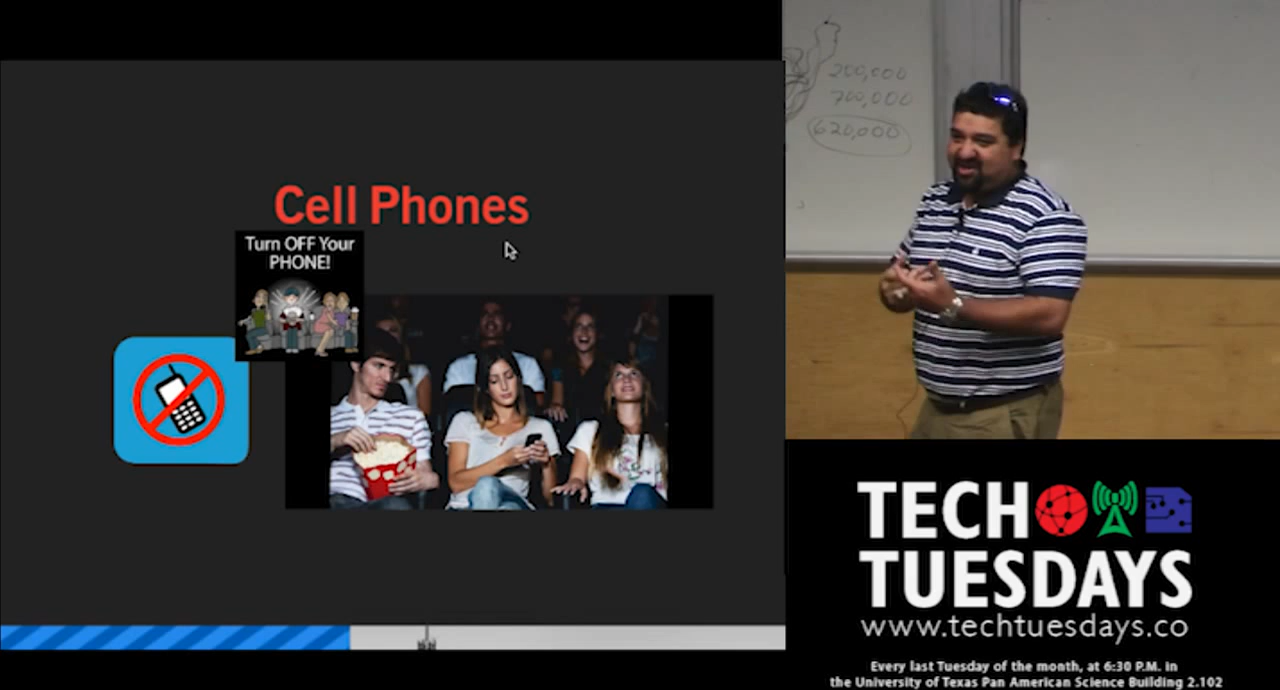 Cell Phones
Turn OFF Your
PHONE!
200,000
700,000
620,000
TECH
TUESDAYS
www.techtuesdays.co
Every last Tuesday of the month, at 6:30 P.M. in
the University of Texas Pan American Science Building 2.102